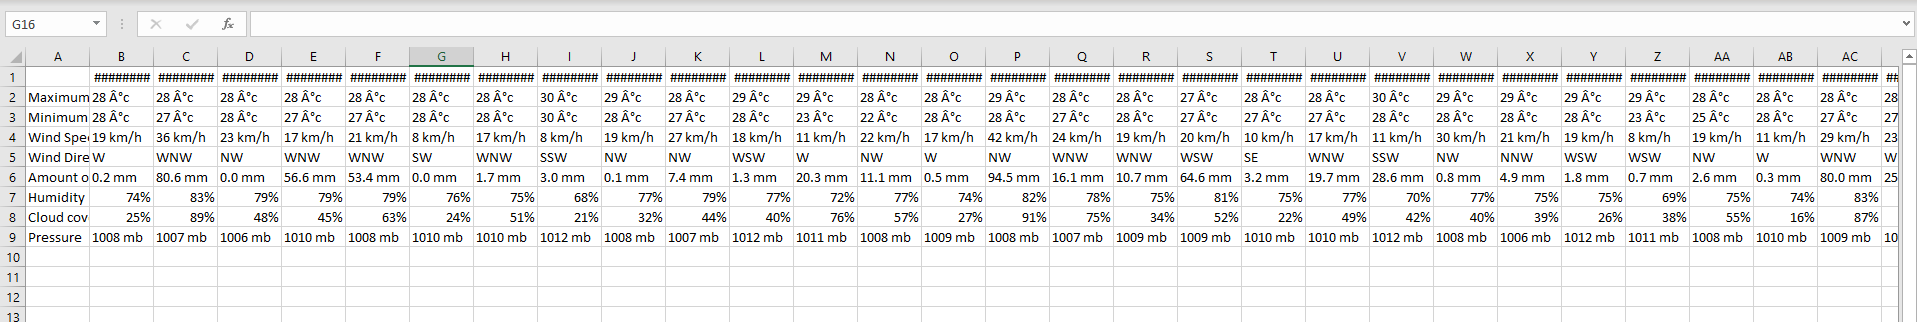 G16 fx
A B C D E F G H I J K L M N O P Q R S T U V W X Y Z AA AB AC
1 ######## ######## ######## ######## ######## ######## ######## ######## ######## ######## ######## ######## ######## ######## ######## ######## ######## ######## ######## ######## ######## ######## ######## ######## ######## ######## ######## ######## ##
2 Maximum 28 Â°c 28 Â°c 28 Â°c 28 Â°c 28 Â°c 28 Â°c 28 Â°c 30 Â°c 29 Â°c 28 Â°c 29 Â°c 29 Â°c 28 Â°c 28 Â°c 29 Â°c 28 Â°c 28 Â°c 27 Â°c 28 Â°c 28 Â°c 30 Â°c 29 Â°c 29 Â°c 29 Â°c 29 Â°c 28 Â°c 28 Â°c 28 Â°c 28
3 Minimum 28 Â°c 27 Â°c 28 Â°c 27 Â°c 27 Â°c 28 Â°c 28 Â°c 30 Â°c 28 Â°c 27 Â°c 28 Â°c 23 Â°c 22 Â°c 28 Â°c 28 Â°c 27 Â°c 28 Â°c 27 Â°c 28 Â°c 28 Â°c 28 Â°c 28 Â°c 28 Â°c 28 Â°c 23 Â°c 25 Â°c 28 Â°c 27 Â°c 27
4 Wind Spe 19 km/h 36 km/h 23 km/h 17 km/h 21 km/h 8 km/h 17 km/h 8 km/h 19 km/h 27 km/h 18 km/h 11 km/h 22 km/h 17 km/h 42 km/h 24 km/h 19 km/h 20 km/h 10 km/h 17 km/h 11 km/h 30 km/h 21 km/h 19 km/h 8 km/h 19 km/h 11 km/h 29 km/h 23
5 Wind Dire W WNW NW WNW WNW SW WNW SSW NW NW WSW W NW W NW WNW WNW WSW SE WNW SSW NW NNW WSW WSW NW W WNW W
6 Amount o 0.2 mm 80.6 mm 0.0 mm 56.6 mm 53.4 mm 0.0 mm 1.7 mm 3.0 mm 0.1 mm 7.4 mm 1.3 mm 20.3 mm 11.1 mm 0.5 mm 94.5 mm 16.1 mm 10.7 mm 64.6 mm 3.2 mm 19.7 mm 28.6 mm 0.8 mm 4.9 mm 1.8 mm 0.7 mm 2.6 mm 0.3 mm 80.0 mm 25
7 Humidity 74% 83% 79% 79% 79% 76% 75% 68% 77% 79% 77% 72% 77% 74% 82% 78% 75% 81% 75% 77% 70% 77% 75% 75% 69% 75% 74% 83%
8 Cloud cov 25% 89% 48% 45% 63% 24% 51% 21% 32% 44% 40% 76% 57% 27% 91% 75% 34% 52% 22% 49% 42% 40% 39% 26% 38% 55% 16% 87%
9 Pressure 1008 mb 1007 mb 1006 mb 1010 mb 1008 mb 1010 mb 1010 mb 1012 mb 1008 mb 1007 mb 1012 mb 1011 mb 1008 mb 1009 mb 1008 mb 1007 mb 1009 mb 1009 mb 1010 mb 1010 mb 1012 mb 1008 mb 1006 mb 1012 mb 1011 mb 1008 mb 1010 mb 1009 mb 10
10
11
12
13